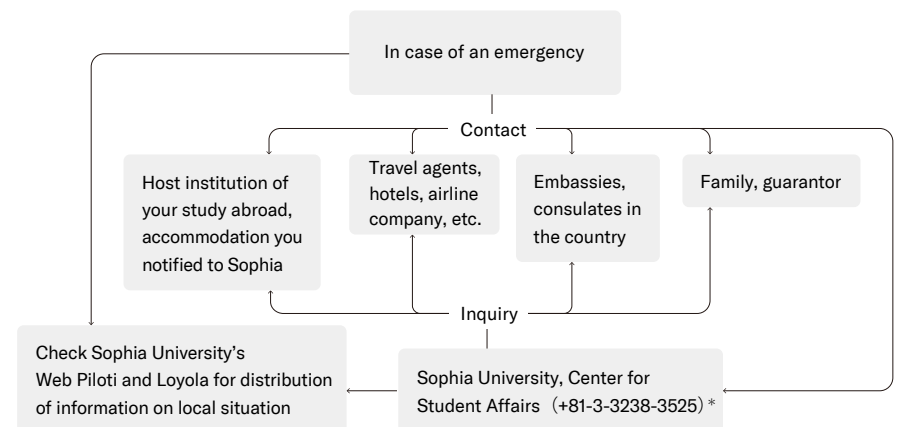 In case of an emergency
Contact
Host institution of
your study abroad,
accommodation you
notified to Sophia
Travel agents,
hotels, airline
company, etc.
Embassies,
consulates in
the country
Family, guarantor
Inquiry
Check Sophia University’s
Web Piloti and Loyola for distribution
of information on local situation
Sophia University, Center for
Student Affairs（+81-3-3238-3525）*